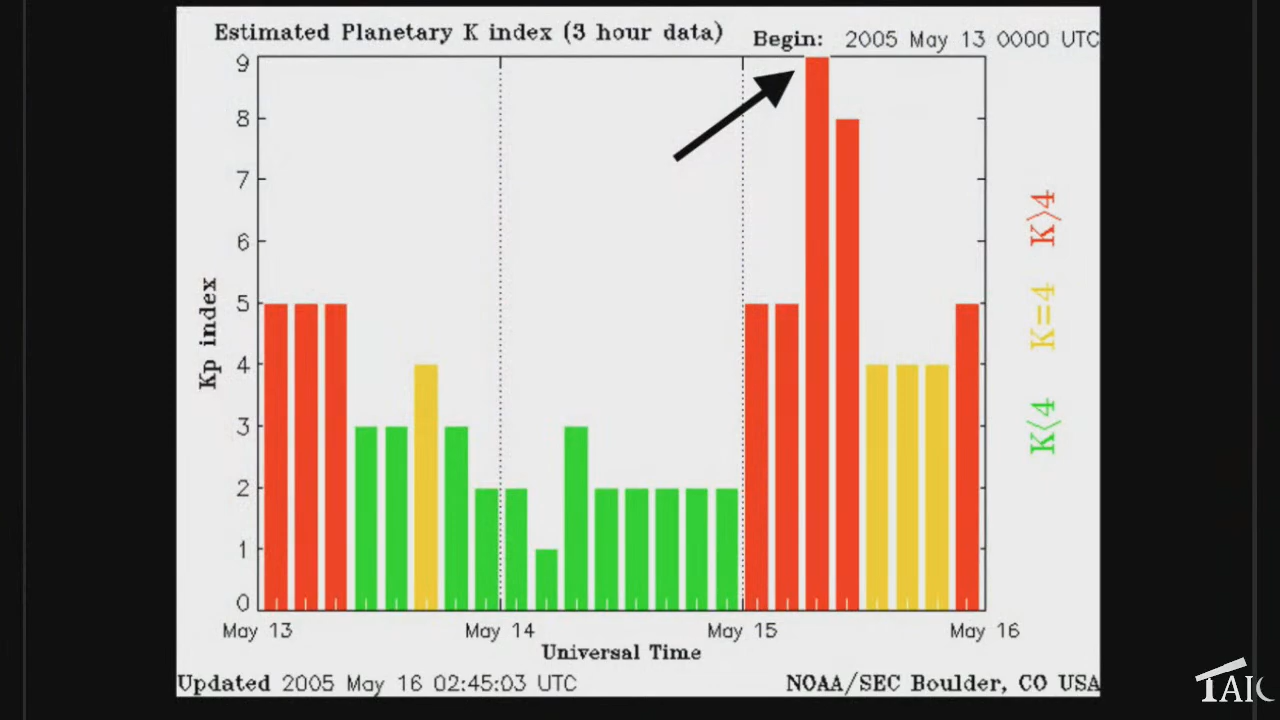 Estimated Planetary K index (3 hour data)
Begin: 2005 May 13 0000 UTC
9
8
7
6
5
4
3
2
1
0
Kp index
K>4
K=4
K<4
May 13
May 14
May 15
May 16
Universal Time
Updated 2005 May 16 02:45:03 UTC
NOAA/SEC Boulder, CO USA